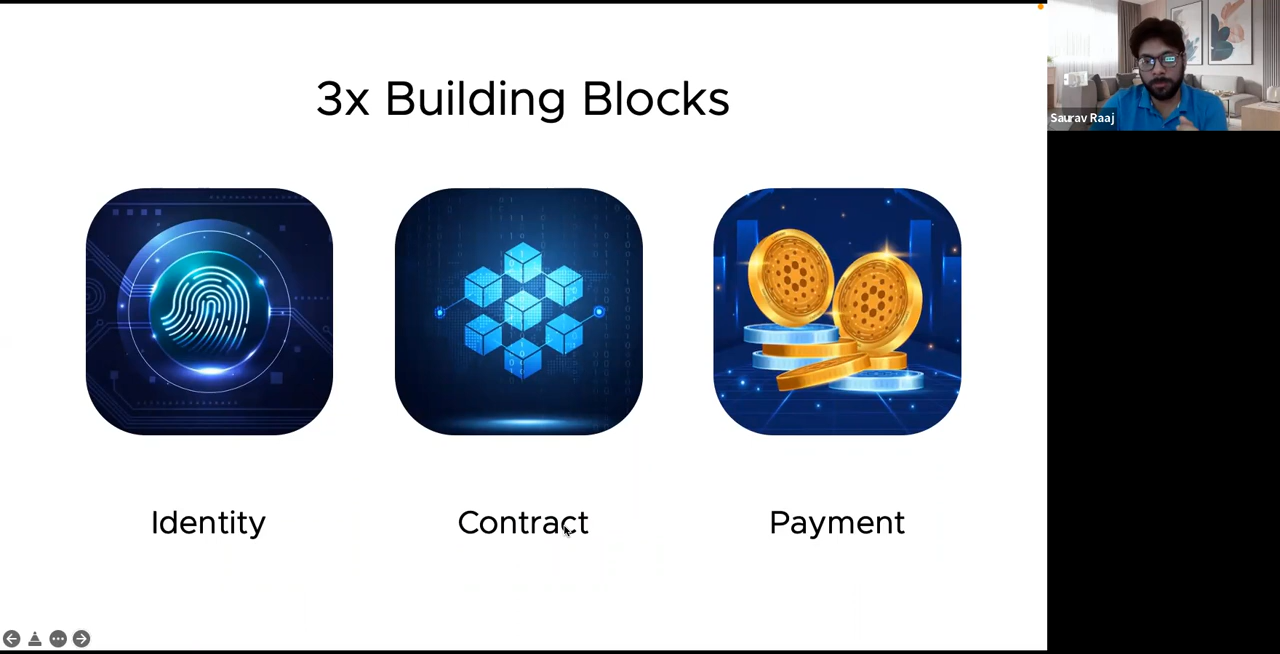 3x Building Blocks
Saurav Raaj
Identity
Contract
Payment